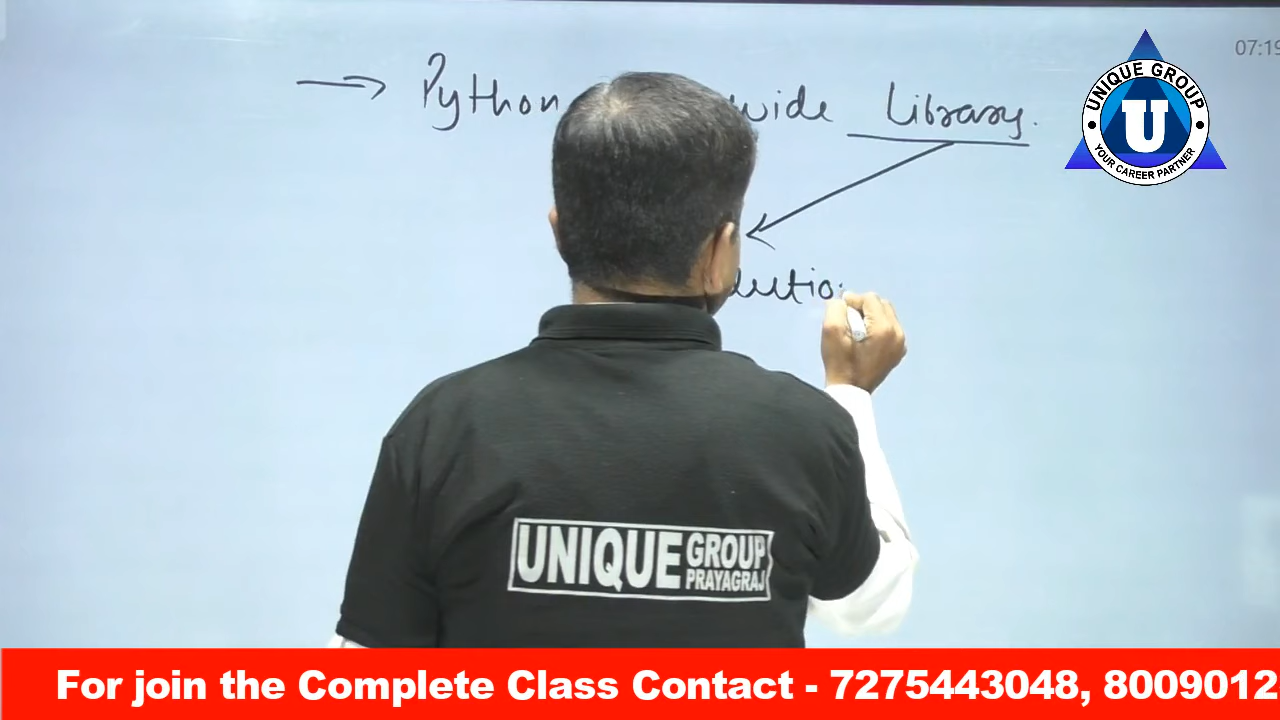 07:19
→ Python wide Library.
UNIQUE GROUP
U
YOUR CAREER PARTNER
UNIQUE GROUP PRAYAGRAJ
For join the Complete Class Contact - 7275443048, 8009012